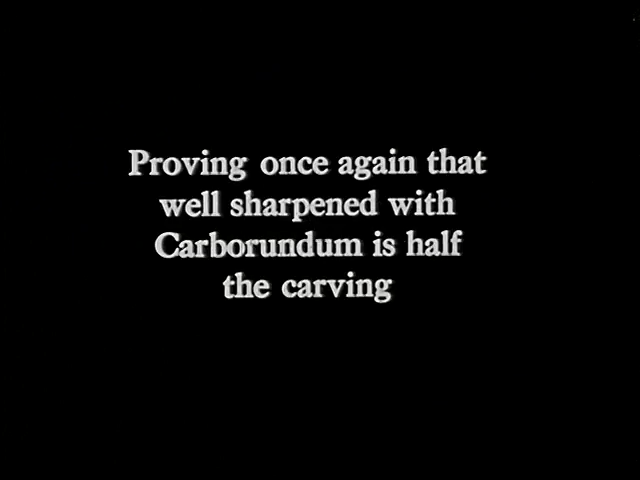 Proving once again that
well sharpened with
Carborundum is half
the carving